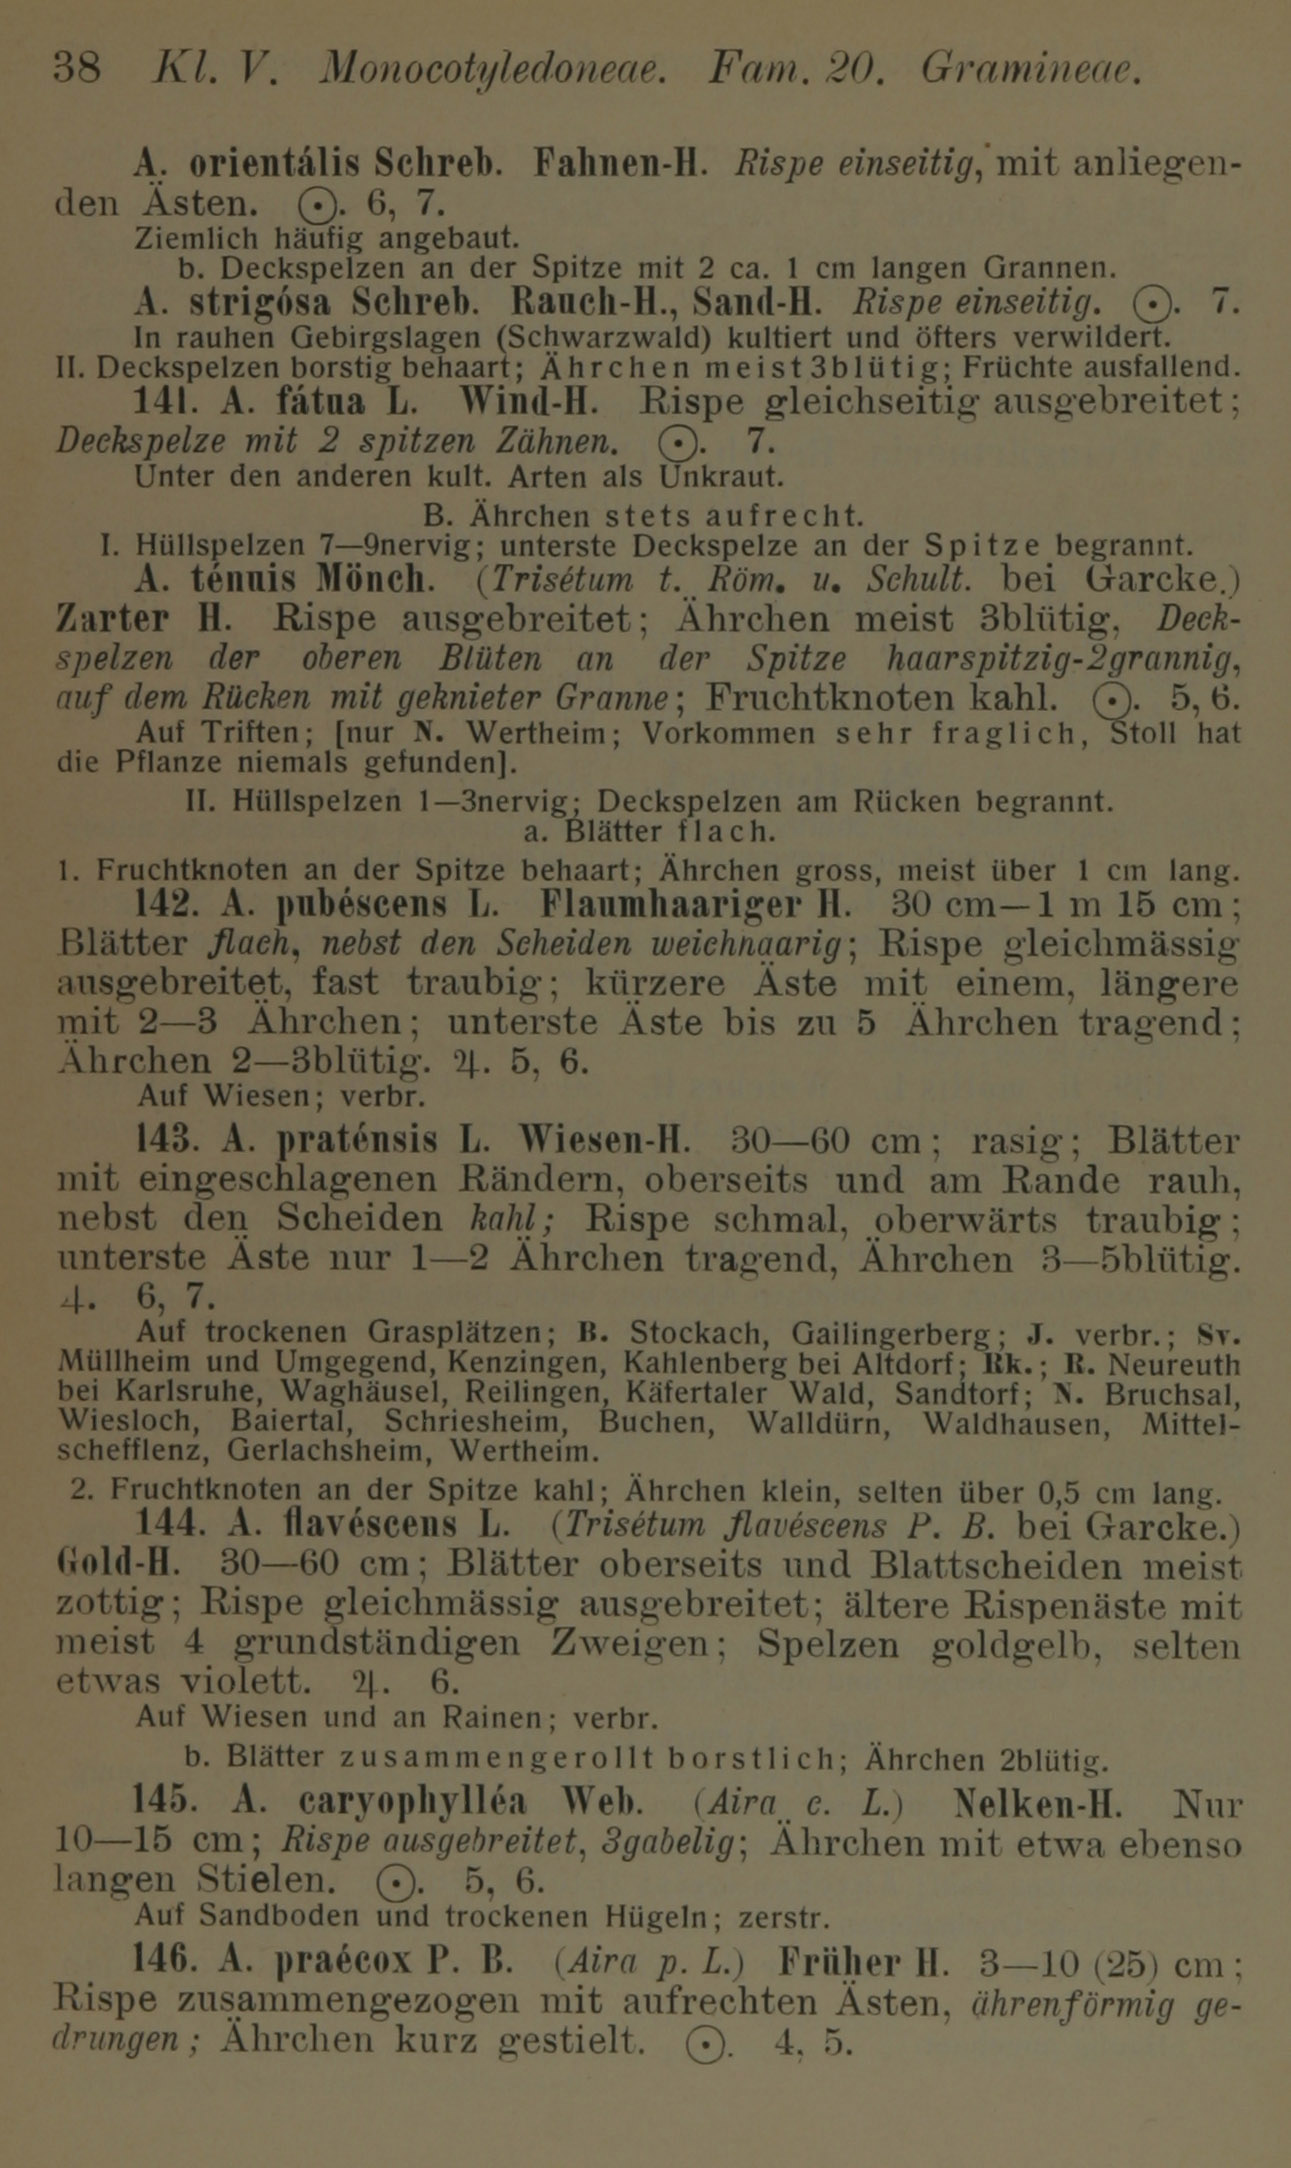 38 Kl. V. Monocotyledoneae. Fam. 20. Gramineae.
A. orientális Schreb. Fahnen-H. Rispe einseitig, mit anliegen-
den Ästen. ⊙. 6, 7.
Ziemlich häufig angebaut.
b. Deckspelzen an der Spitze mit 2 ca. 1 cm langen Grannen.
A. strigósa Schreb. Rauch-H., Sand-H. Rispe einseitig. ⊙. 7.
In rauhen Gebirgslagen (Schwarzwald) kultiert und öfters verwildert.
II. Deckspelzen borstig behaart; Ährchen meist 3blütig; Früchte ausfallend.
141. A. fátua L. Wind-H. Rispe gleichseitig ausgebreitet;
Deckspelze mit 2 spitzen Zähnen. ⊙. 7.
Unter den anderen kult. Arten als Unkraut.
B. Ährchen stets aufrecht.
I. Hüllspelzen 7—9nervig; unterste Deckspelze an der Spitze begrannt.
A. ténuis Mönch. (Trisétum t. Röm. u. Schult. bei Garcke.)
Zarter H. Rispe ausgebreitet; Ährchen meist 3blütig, Deck-
spelzen der oberen Blüten an der Spitze haarspitzig-2grannig,
auf dem Rücken mit geknieter Granne; Fruchtknoten kahl. ⊙. 5, 6.
Auf Triften; [nur N. Wertheim; Vorkommen sehr fraglich, Stoll hat
die Pflanze niemals gefunden].
II. Hüllspelzen 1—3nervig; Deckspelzen am Rücken begrannt.
a. Blätter flach.
1. Fruchtknoten an der Spitze behaart; Ährchen gross, meist über 1 cm lang.
142. A. pubéscens L. Flaumhaariger H. 30 cm—1 m 15 cm;
Blätter flach, nebst den Scheiden weichhaarig; Rispe gleichmässig
ausgebreitet, fast traubig; kürzere Äste mit einem, längere
mit 2—3 Ährchen; unterste Äste bis zu 5 Ährchen tragend;
Ährchen 2—3blütig. ♃. 5, 6.
Auf Wiesen; verbr.
143. A. praténsis L. Wiesen-H. 30—60 cm; rasig; Blätter
mit eingeschlagenen Rändern, oberseits und am Rande rauh,
nebst den Scheiden kahl; Rispe schmal, oberwärts traubig;
unterste Äste nur 1—2 Ährchen tragend, Ährchen 3—5blütig.
♃. 6, 7.
Auf trockenen Grasplätzen; B. Stockach, Gailingerberg; J. verbr.; Sv.
Müllheim und Umgegend, Kenzingen, Kahlenberg bei Altdorf; Rk.; R. Neureuth
bei Karlsruhe, Waghäusel, Reilingen, Käfertaler Wald, Sandtorf; N. Bruchsal,
Wiesloch, Baiertal, Schriesheim, Buchen, Walldürn, Waldhausen, Mittel-
schefflenz, Gerlachsheim, Wertheim.
2. Fruchtknoten an der Spitze kahl; Ährchen klein, selten über 0,5 cm lang.
144. A. flavéscens L. (Trisétum flavéscens P. B. bei Garcke.)
Gold-H. 30—60 cm; Blätter oberseits und Blattscheiden meist
zottig; Rispe gleichmässig ausgebreitet; ältere Rispenäste mit
meist 4 grundständigen Zweigen; Spelzen goldgelb, selten
etwas violett. ♃. 6.
Auf Wiesen und an Rainen; verbr.
b. Blätter zusammengerollt borstlich; Ährchen 2blütig.
145. A. caryophylléa Web. (Aira c. L.) Nelken-H. Nur
10—15 cm; Rispe ausgebreitet, 3gabelig; Ährchen mit etwa ebenso
langen Stielen. ⊙. 5, 6.
Auf Sandboden und trockenen Hügeln; zerstr.
146. A. praécox P. B. (Aira p. L.) Früher H. 3—10 (25) cm;
Rispe zusammengezogen mit aufrechten Ästen, ährenförmig ge-
drungen; Ährchen kurz gestielt. ⊙. 4, 5.